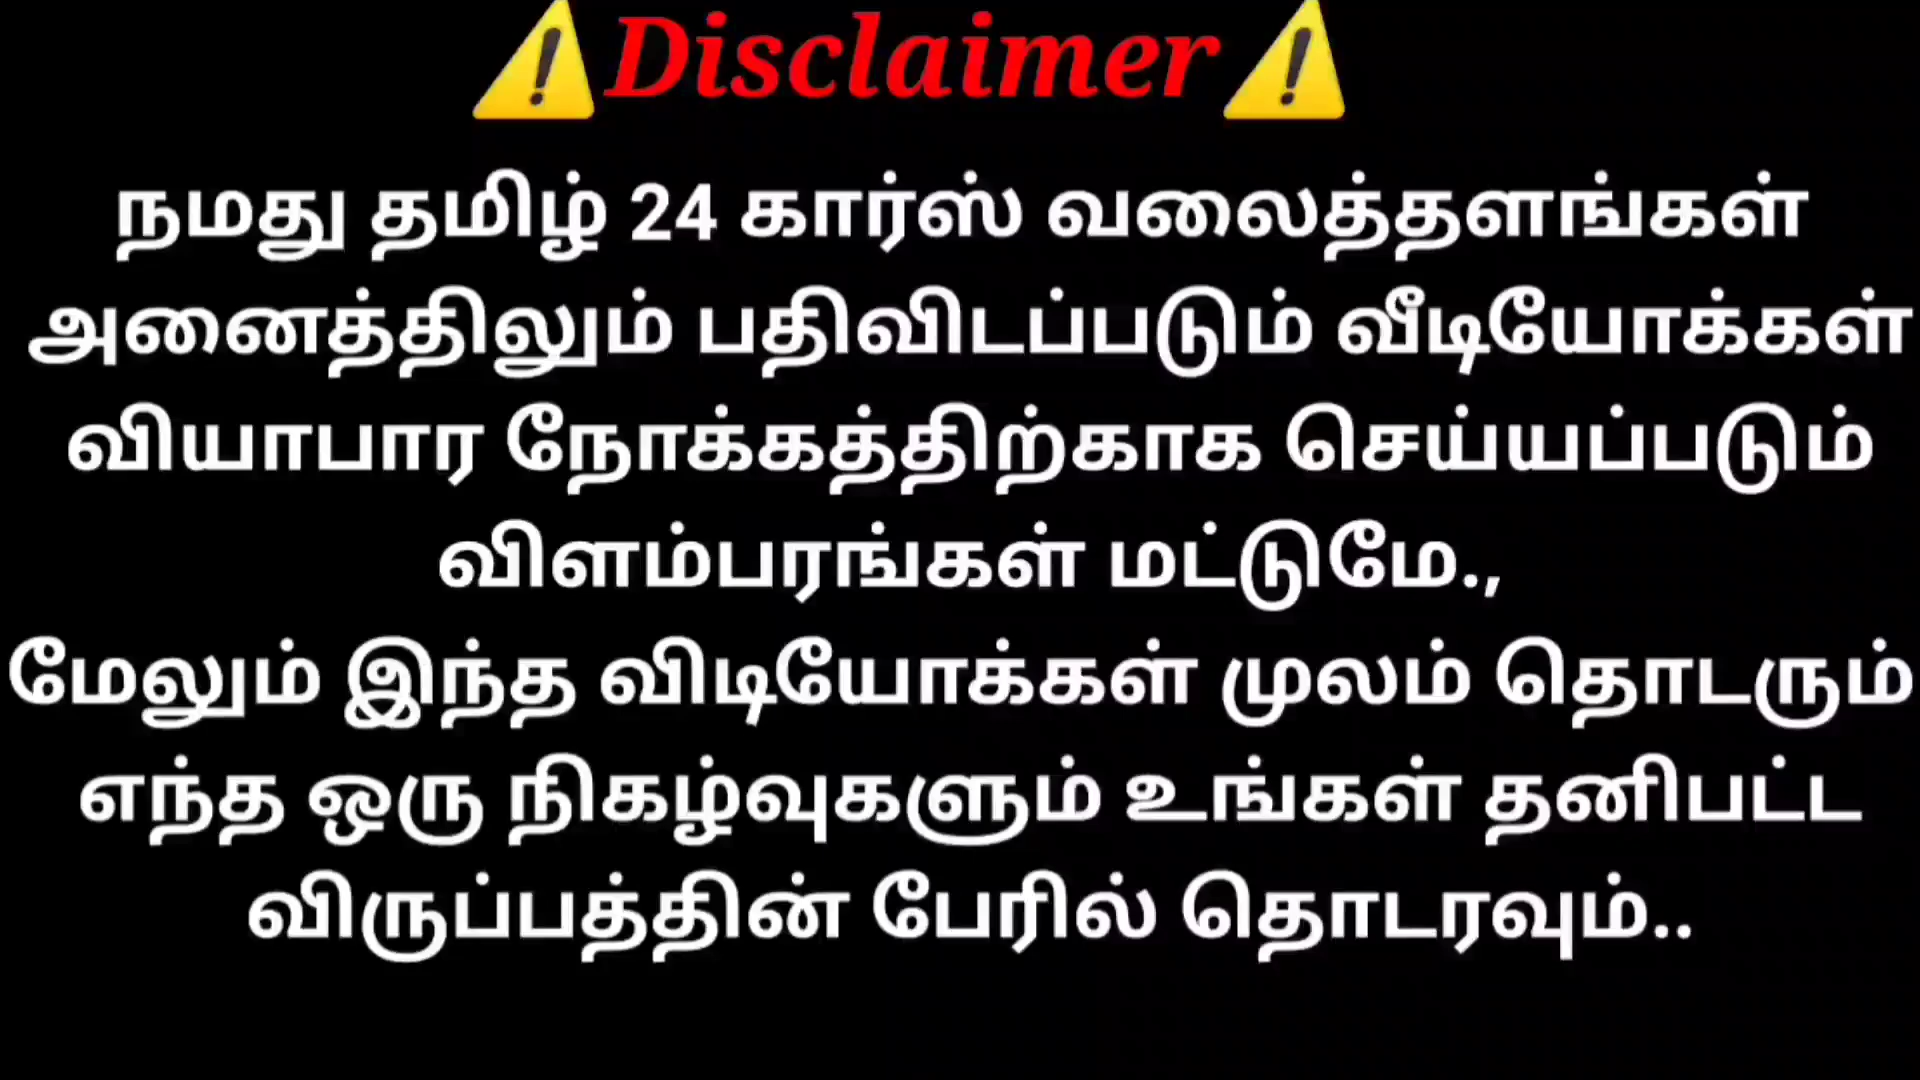 ⚠️Disclaimer⚠️
நமது தமிழ் 24 கார்ஸ் வலைத்தளங்கள்
அனைத்திலும் பதிவிடப்படும் வீடியோக்கள்
வியாபார நோக்கத்திற்காக செய்யப்படும்
விளம்பரங்கள் மட்டுமே.,
மேலும் இந்த விடியோக்கள் முலம் தொடரும்
எந்த ஒரு நிகழ்வுகளும் உங்கள் தனிபட்ட
விருப்பத்தின் பேரில் தொடரவும்..